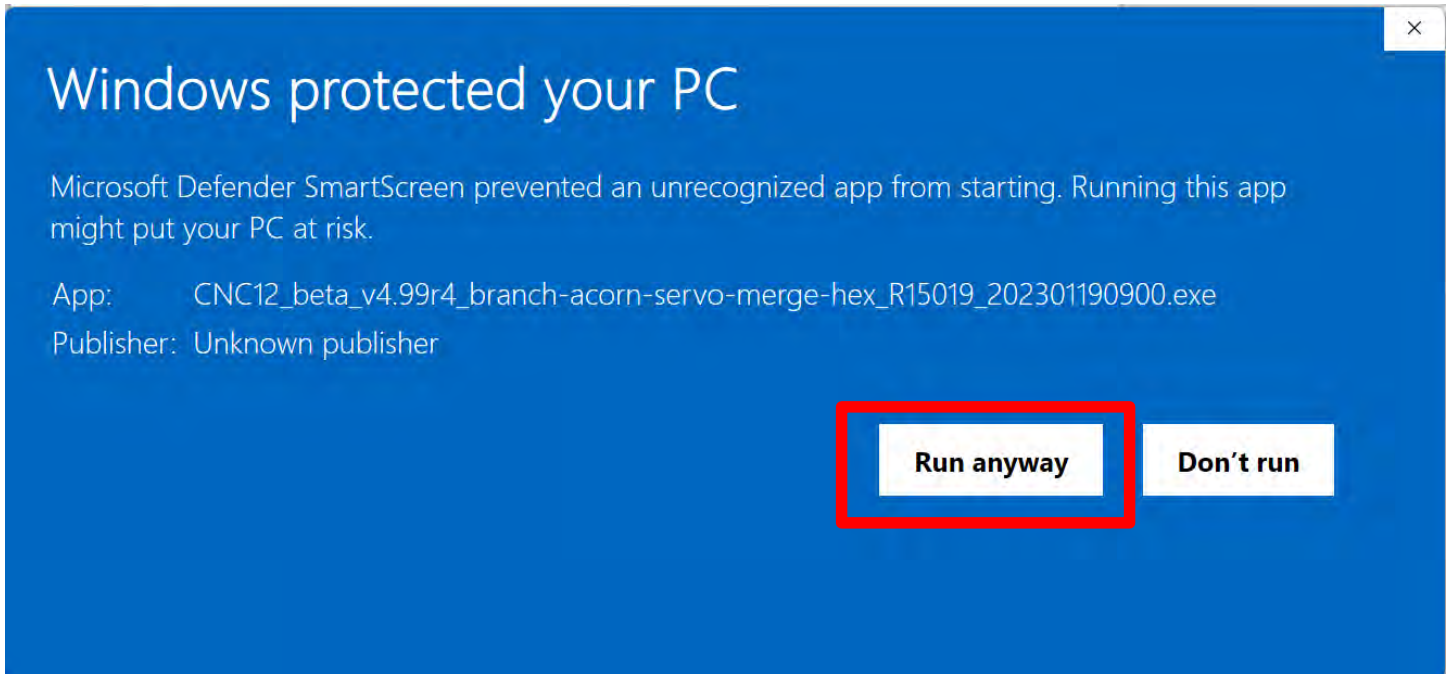 Windows protected your PC
Microsoft Defender SmartScreen prevented an unrecognized app from starting. Running this app
might put your PC at risk.
App: CNC12_beta_v4.99r4_branch-acorn-servo-merge-hex_R15019_202301190900.exe
Publisher: Unknown publisher
Run anyway Don't run